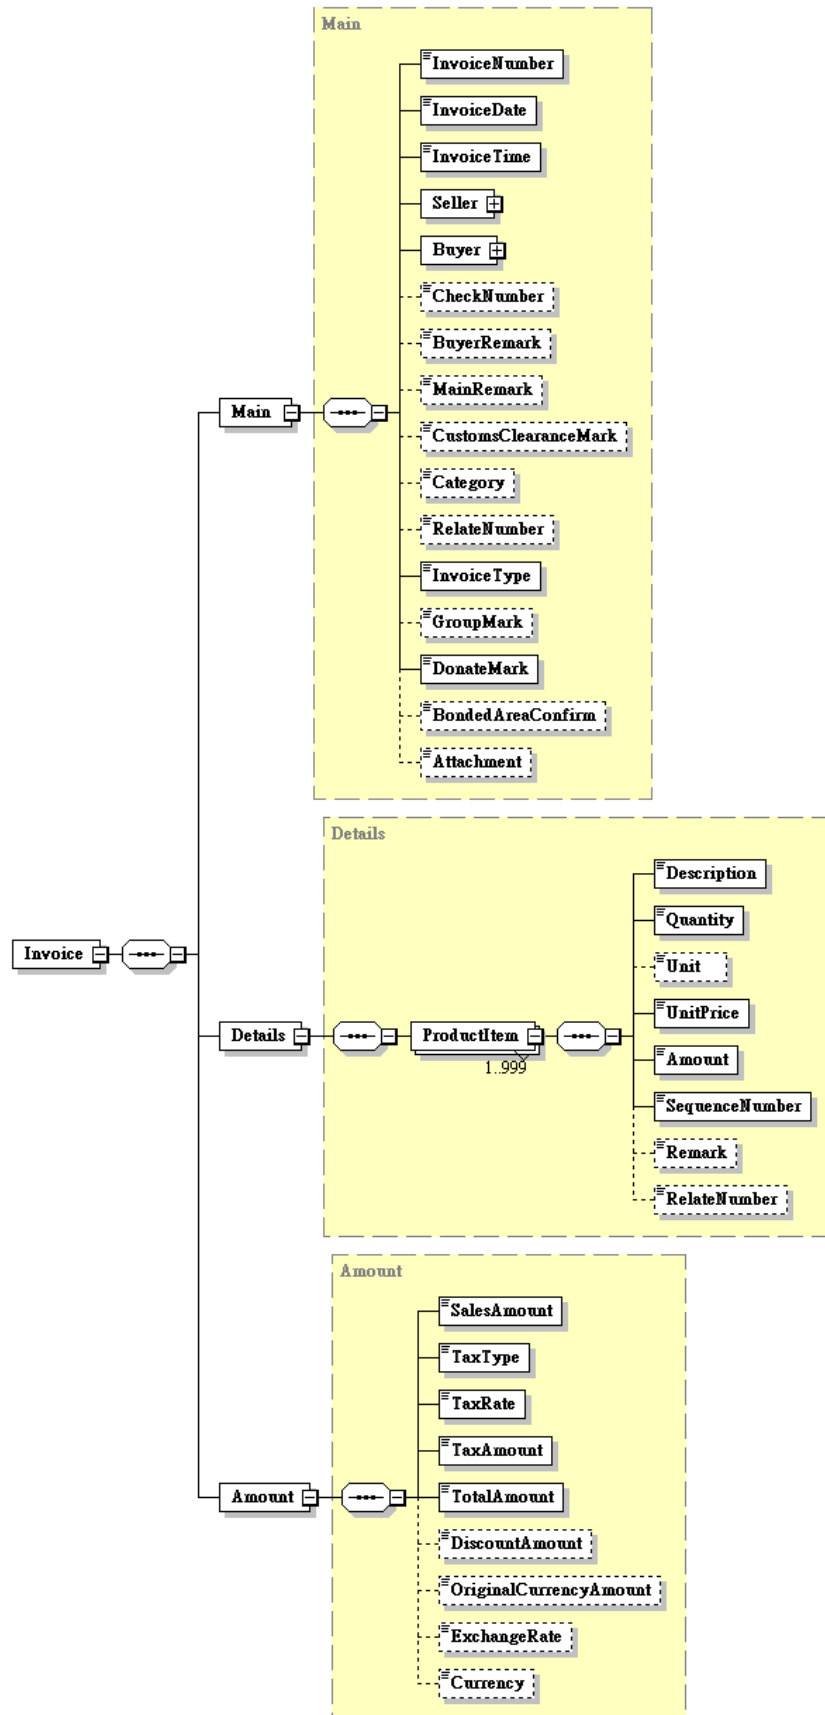 Main
InvoiceNumber
InvoiceDate
InvoiceTime
Seller
Buyer
CheckNumber
BuyerRemark
MainRemark
Main
CustomsClearanceMark
Category
RelateNumber
InvoiceType
GroupMark
DonateMark
BondedAreaConfirm
Attachment
Details
Description
Quantity
Invoice
Unit
UnitPrice
Details
ProductItem
1..999
Amount
SequenceNumber
Remark
RelateNumber
Amount
SalesAmount
TaxType
TaxRate
TaxAmount
Amount
TotalAmount
DiscountAmount
OriginalCurrencyAmount
ExchangeRate
Currency